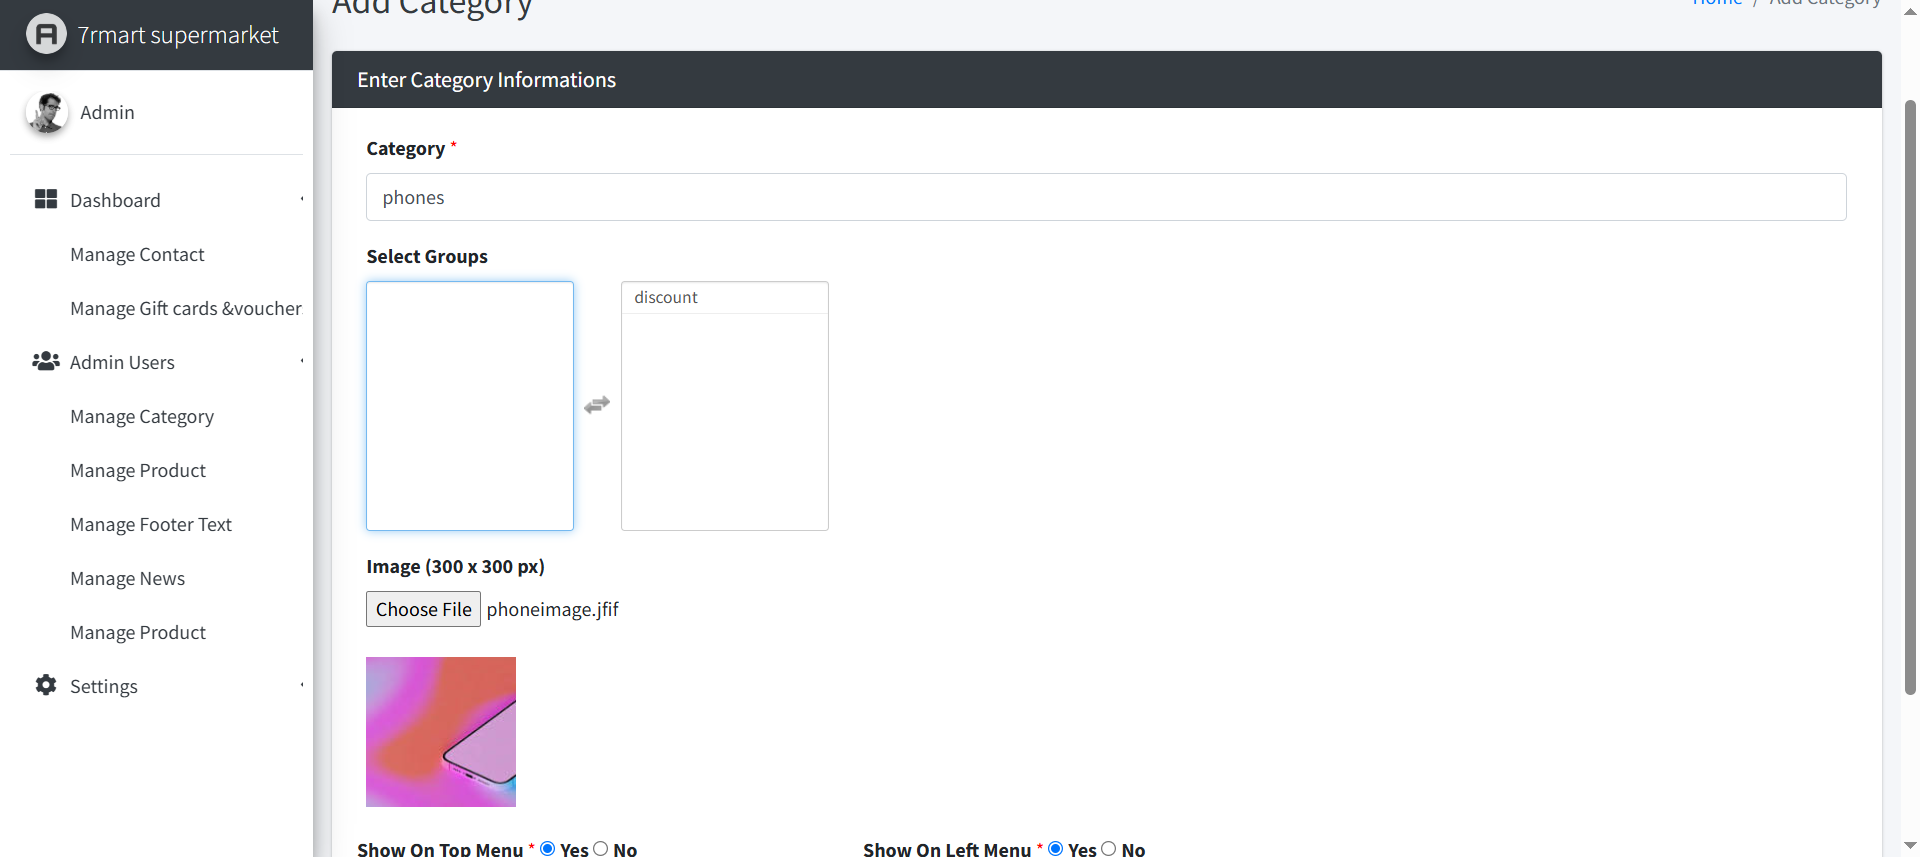 7rmart supermarket
Admin
Dashboard
Manage Contact
Manage Gift cards &voucher
Admin Users
Manage Category
Manage Product
Manage Footer Text
Manage News
Manage Product
Settings
Add Category
Home / Add Category
Enter Category Informations
Category *
phones
Select Groups
discount
Image (300 x 300 px)
Choose File phoneimage.jfif
Show On Top Menu * Yes No
Show On Left Menu * Yes No